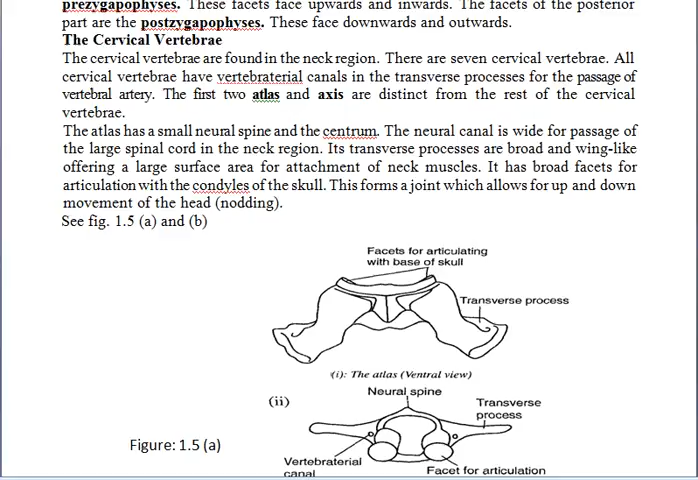 prezygapophyses. These facets face upwards and inwards. The facets of the posterior
part are the postzygapophyses. These face downwards and outwards.
The Cervical Vertebrae
The cervical vertebrae are found in the neck region. There are seven cervical vertebrae. All
cervical vertebrae have vertebraterial canals in the transverse processes for the passage of
vertebral artery. The first two atlas and axis are distinct from the rest of the cervical
vertebrae.
The atlas has a small neural spine and the centrum. The neural canal is wide for passage of
the large spinal cord in the neck region. Its transverse processes are broad and wing-like
offering a large surface area for attachment of neck muscles. It has broad facets for
articulation with the condyles of the skull. This forms a joint which allows for up and down
movement of the head (nodding).
See fig. 1.5 (a) and (b)
Facets for articulating
with base of skull
Transverse process
(i): The atlas (Ventral view)
Neural spine
(ii)
Transverse
process
Figure: 1.5 (a)
Vertebraterial
canal
Facet for articulation